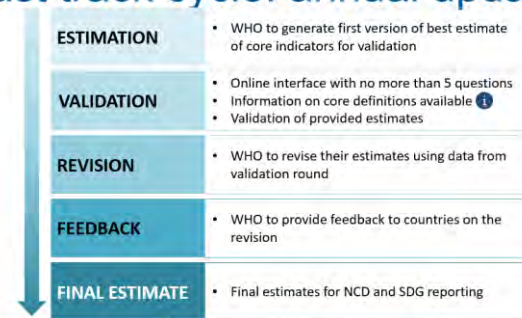 ESTIMATION
• WHO to generate first version of best estimate
of core indicators for validation
VALIDATION
• Online interface with no more than 5 questions
• Information on core definitions available i
• Validation of provided estimates
REVISION
• WHO to revise their estimates using data from
validation round
FEEDBACK
• WHO to provide feedback to countries on the
revision
FINAL ESTIMATE
• Final estimates for NCD and SDG reporting